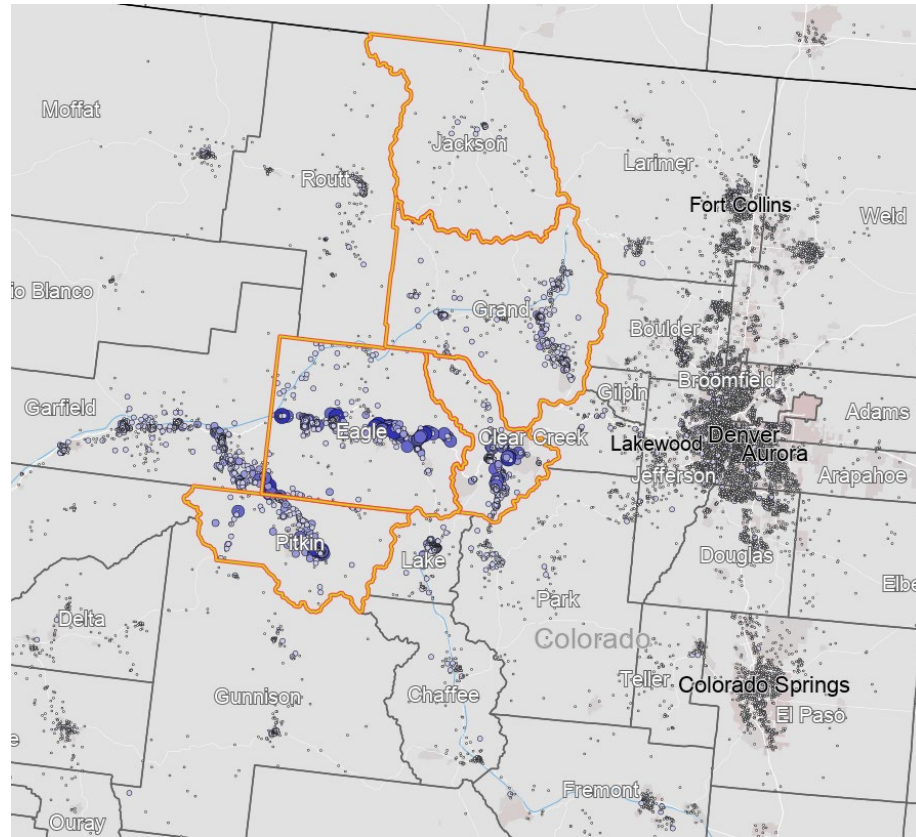 Moffat
Jackson
Routt
Larimer
Fort Collins
Weld
io Blanco
Grand
Boulder
Broomfield
Gilpin
Garfield
Eagle
Clear Creek
Adams
Lakewood
Denver
Aurora
Jefferson
Arapahoe
Pitkin
Lake
Douglas
Park
Elbe
Delta
Colorado
Teller
Gunnison
Chaffee
Colorado Springs
El Paso
e
Fremont
Ouray